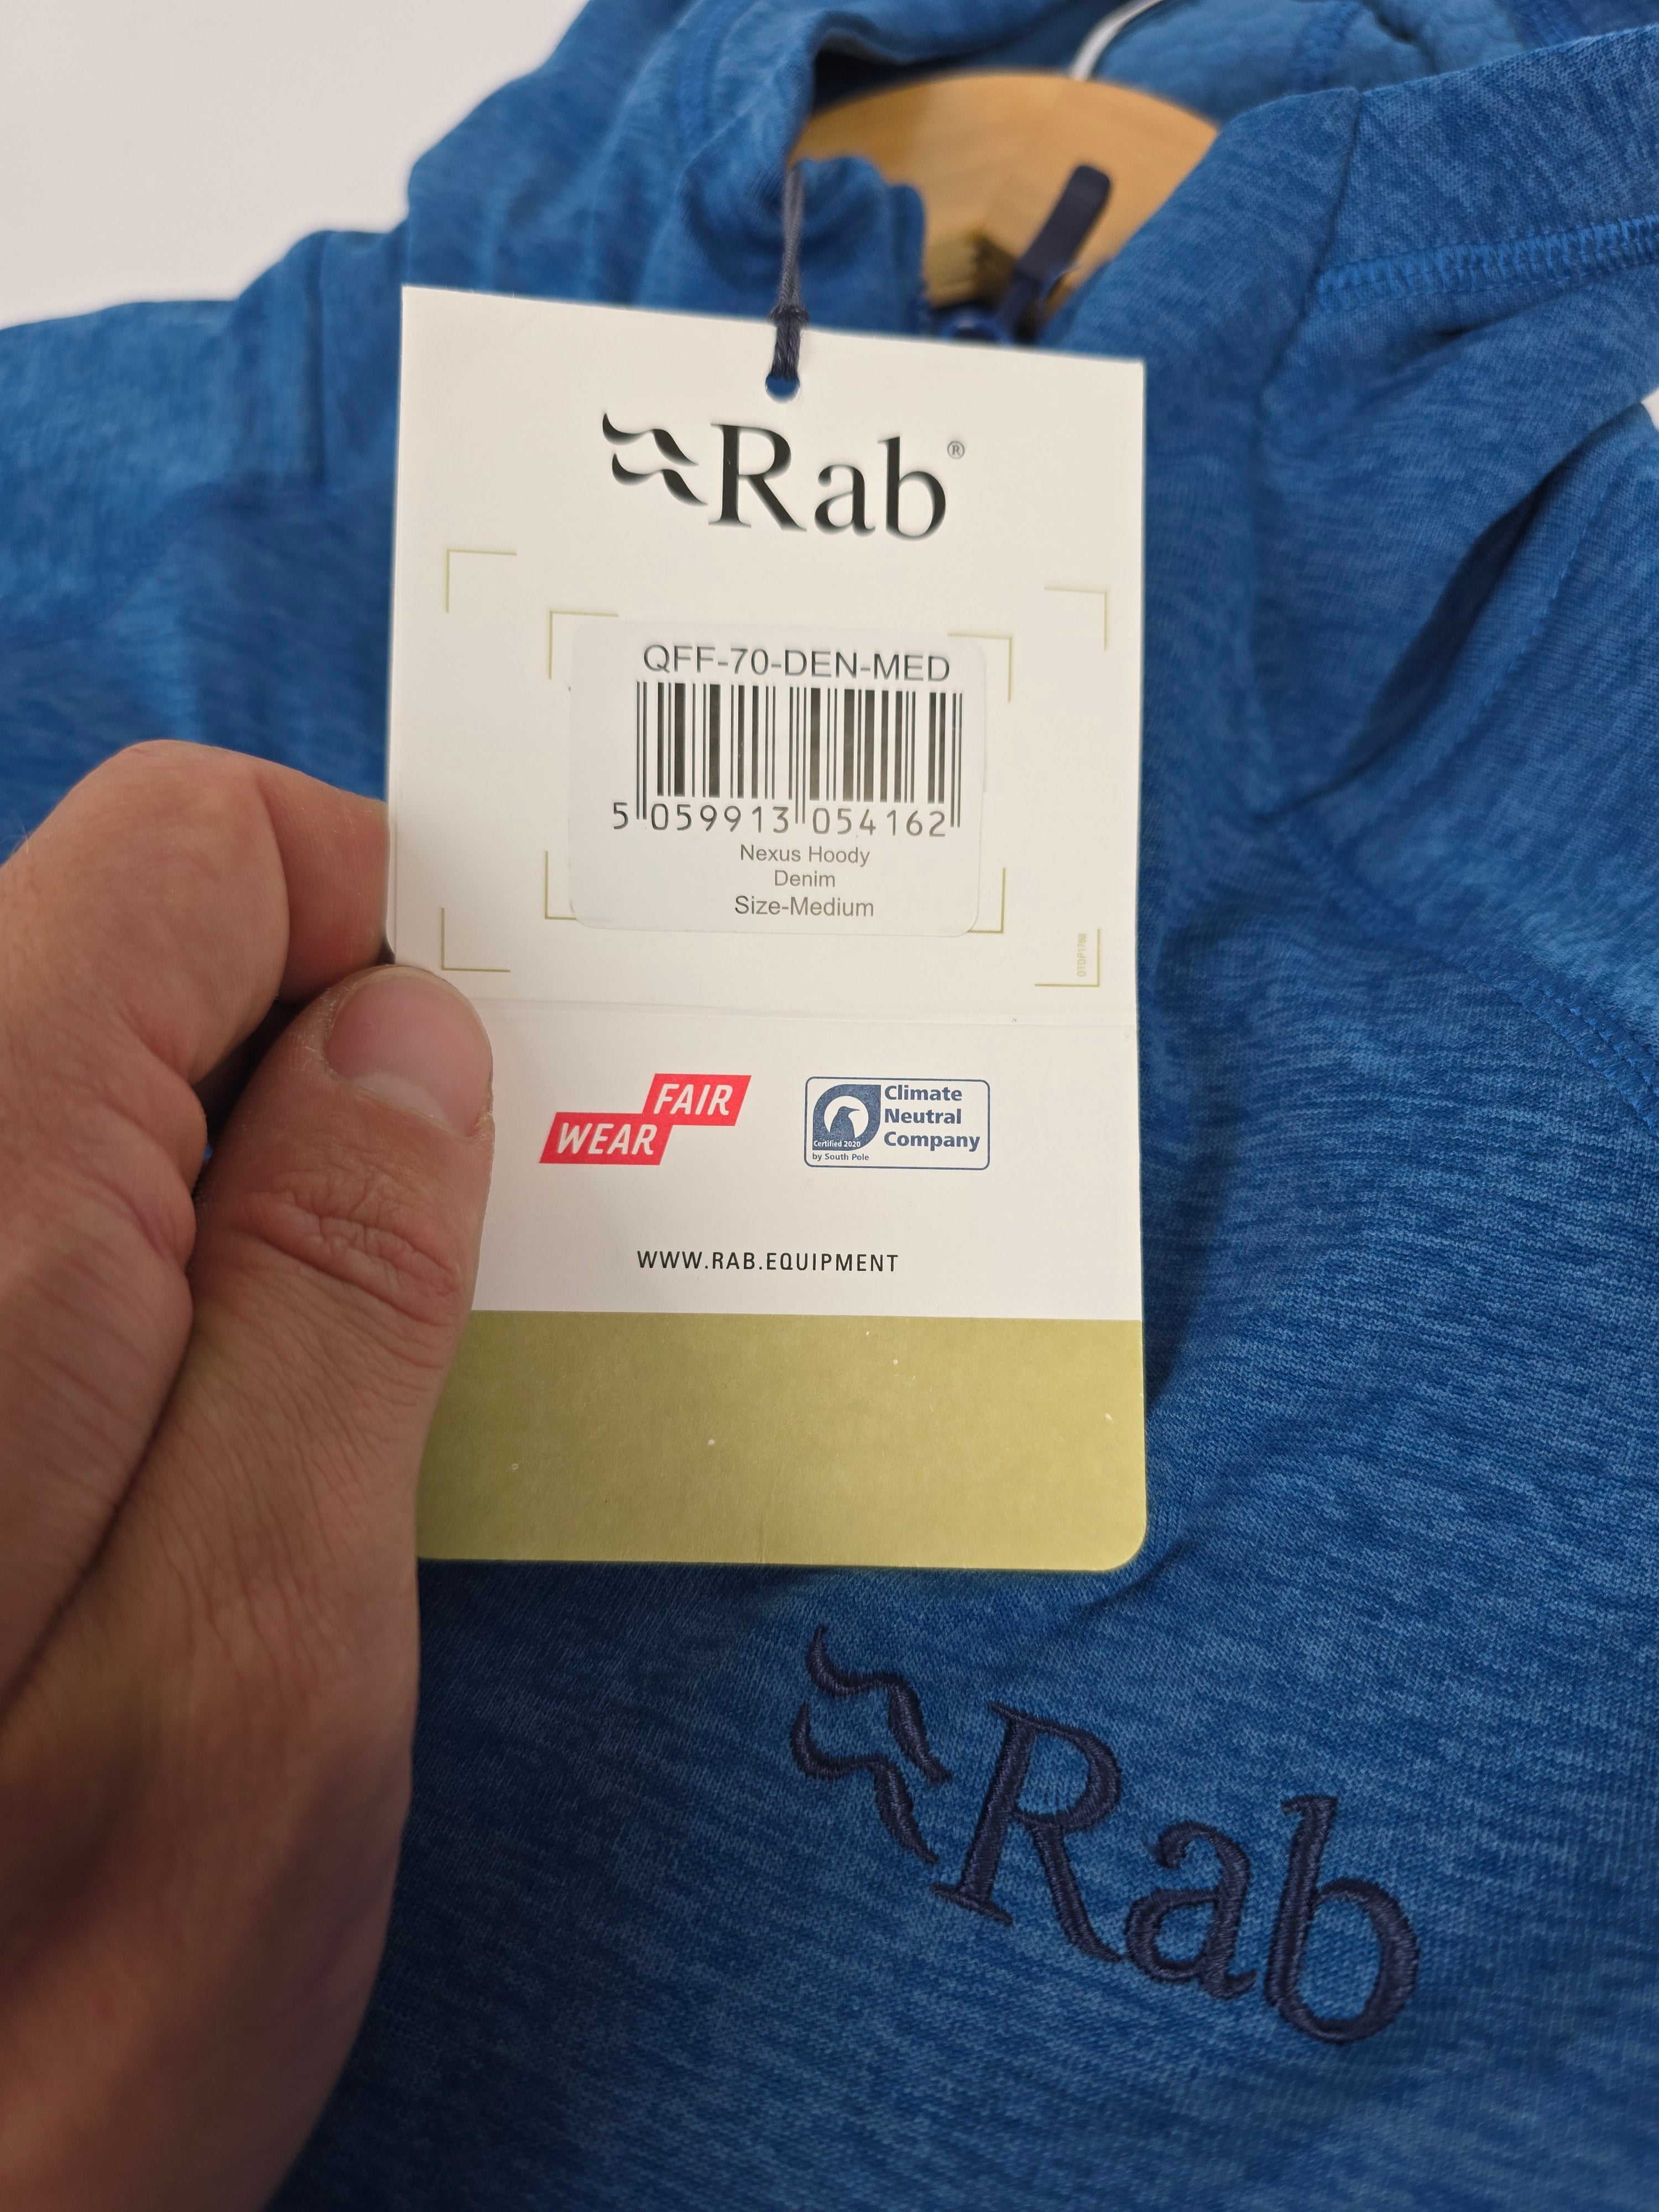 Rab®
QFF-70-DEN-MED
5 059913 054162
Nexus Hoody
Denim
Size-Medium
FAIR
WEAR
Climate
Neutral
Company
Certified 2020
by South Pole
WWW.RAB.EQUIPMENT
Rab